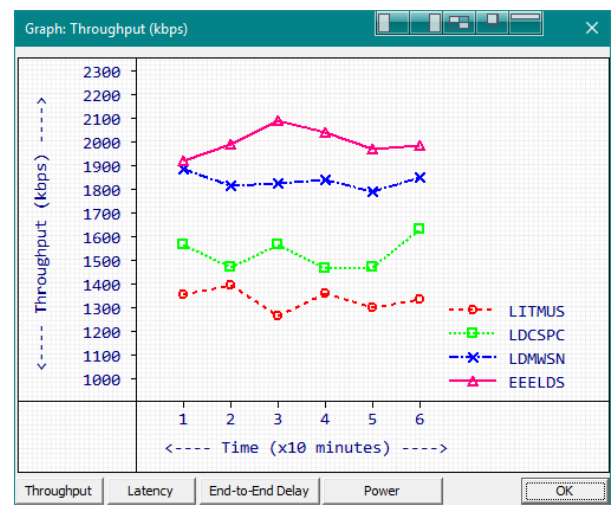 Graph: Throughput (kbps)
2300
2200
2100
2000
1900
1800
1700
1600
1500
1400
1300
1200
1100
1000
<---- Throughput (kbps) ---->
LITMUS
LDCSPC
LDMWSN
EEELDS
1 2 3 4 5 6
<---- Time (x10 minutes) ---->
Throughput Latency End-to-End Delay Power OK